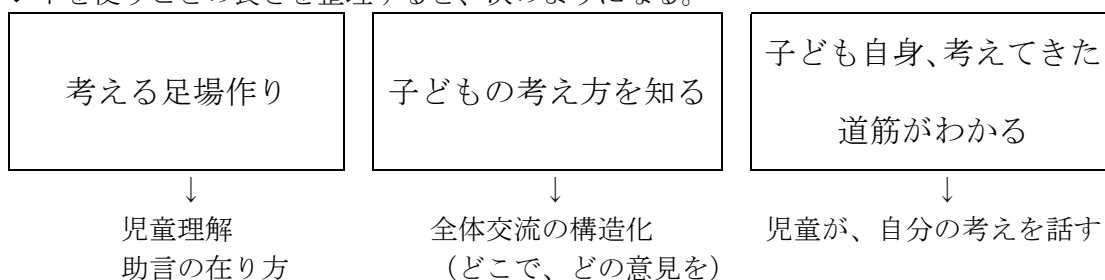 考える足場作り
子どもの考え方を知る
子ども自身、考えてきた
道筋がわかる
↓
↓
↓
児童理解
助言の在り方
全体交流の構造化
（どこで、どの意見を）
児童が、自分の考えを話す